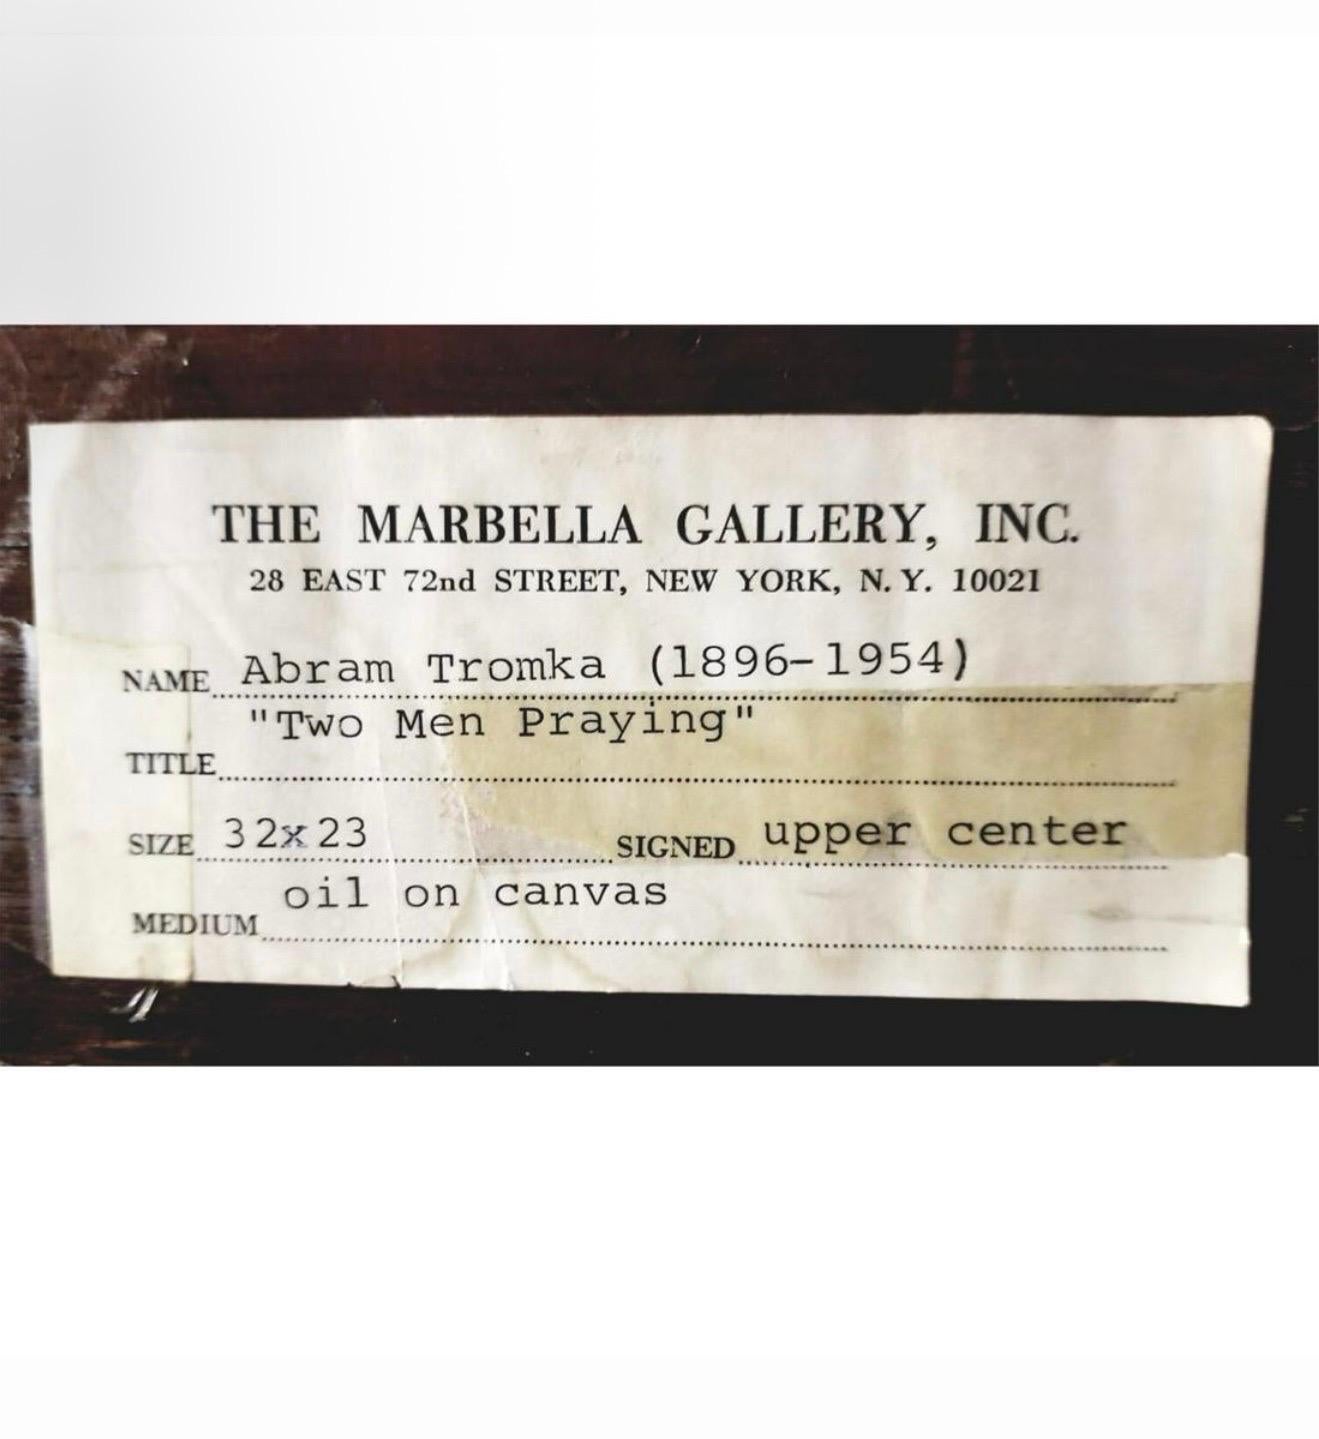 THE MARBELLA GALLERY, INC.
28 EAST 72nd STREET, NEW YORK, N. Y. 10021
NAME Abram Tromka (1896-1954)
"Two Men Praying"
TITLE
SIZE 32x23 SIGNED upper center
oil on canvas
MEDIUM